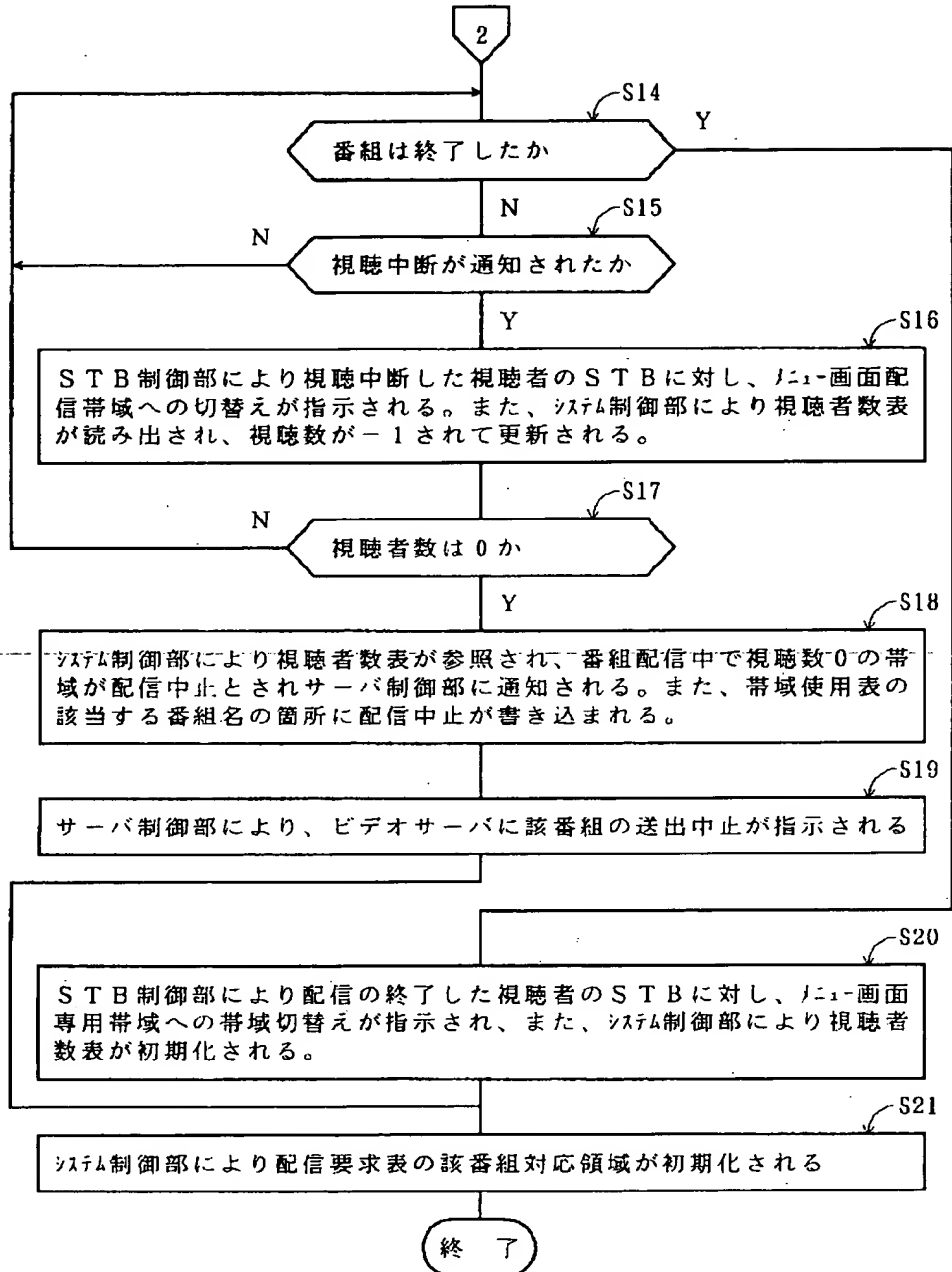 2
S14
Y
番組は終了したか
N
S15
N
視聴中断が通知されたか
Y
S16
STB制御部により視聴中断した視聴者のSTBに対し、ﾒﾆｭｰ画面配
信帯域への切替えが指示される。また、ｼｽﾃﾑ制御部により視聴者数表
が読み出され、視聴数が－1されて更新される。
S17
N
視聴者数は0か
Y
S18
ｼｽﾃﾑ制御部により視聴者数表が参照され、番組配信中で視聴数0の帯
域が配信中止とされサーバ制御部に通知される。また、帯域使用表の
該当する番組名の箇所に配信中止が書き込まれる。
S19
サーバ制御部により、ビデオサーバに該番組の送出中止が指示される
S20
STB制御部により配信の終了した視聴者のSTBに対し、ﾒﾆｭｰ画面
専用帯域への帯域切替えが指示され、また、ｼｽﾃﾑ制御部により視聴者
数表が初期化される。
S21
ｼｽﾃﾑ制御部により配信要求表の該番組対応領域が初期化される
終 了